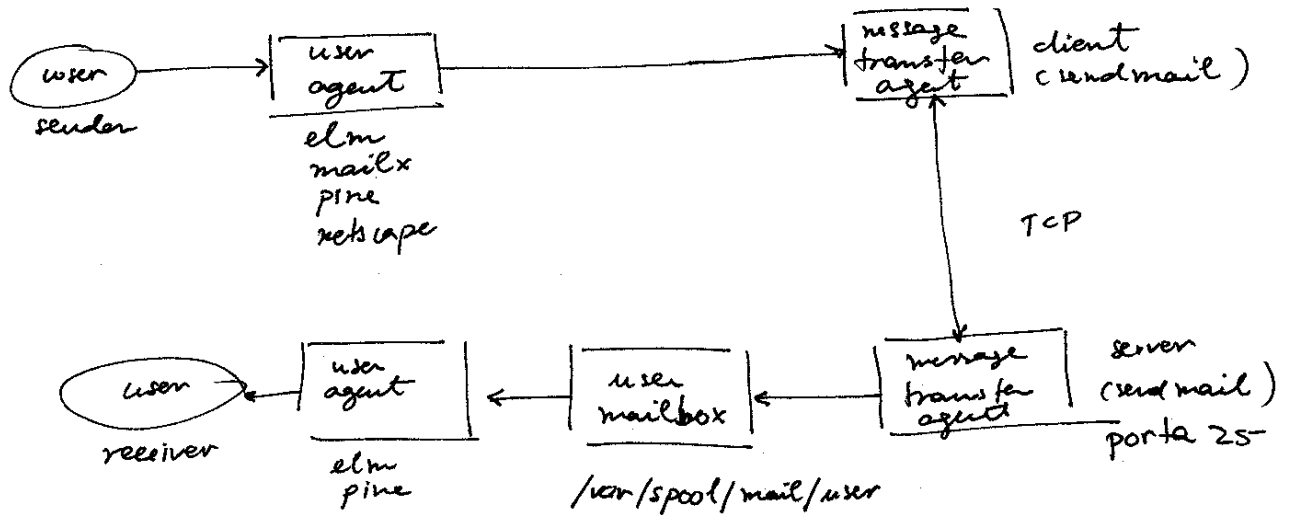 user
sender
user
agent
elm
mailx
pine
netscape
message
transfer
agent
client
(sendmail)
TCP
user
receiver
user
agent
elm
pine
user
mailbox
/var/spool/mail/user
message
transfer
agent
server
(sendmail)
porta 25